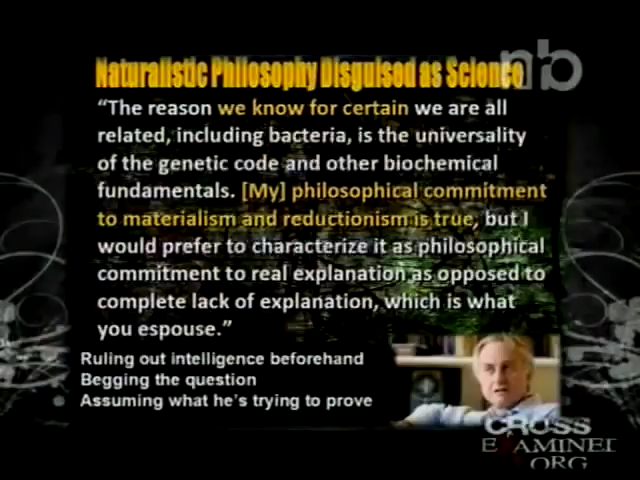 Naturalistic Philosophy Disguised as Science
nrb
“The reason we know for certain we are all
related, including bacteria, is the universality
of the genetic code and other biochemical
fundamentals. [My] philosophical commitment
to materialism and reductionism is true, but I
would prefer to characterize it as philosophical
commitment to real explanation as opposed to
complete lack of explanation, which is what
you espouse.”
Ruling out intelligence beforehand
Begging the question
Assuming what he's trying to prove
CROSS
EXAMINED
.ORG